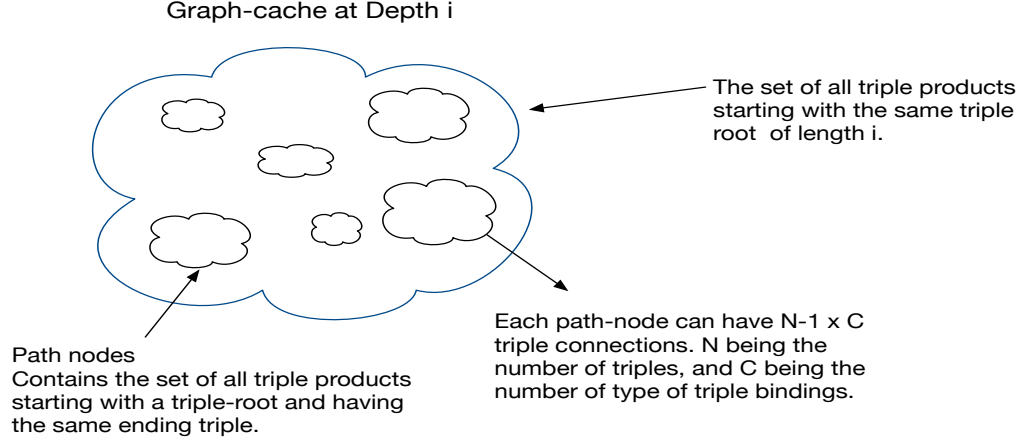 Graph-cache at Depth i
The set of all triple products
starting with the same triple
root of length i.
Each path-node can have N-1 x C
triple connections. N being the
number of triples, and C being the
number of type of triple bindings.
Path nodes
Contains the set of all triple products
starting with a triple-root and having
the same ending triple.